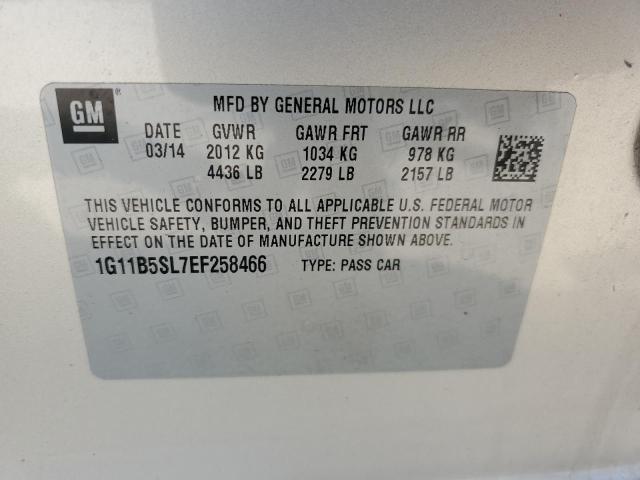 GM ®
MFD BY GENERAL MOTORS LLC
DATE GVWR GAWR FRT GAWR RR
03/14 2012 KG 1034 KG 978 KG
4436 LB 2279 LB 2157 LB
THIS VEHICLE CONFORMS TO ALL APPLICABLE U.S. FEDERAL MOTOR
VEHICLE SAFETY, BUMPER, AND THEFT PREVENTION STANDARDS IN
EFFECT ON THE DATE OF MANUFACTURE SHOWN ABOVE.
1G11B5SL7EF258466 TYPE: PASS CAR